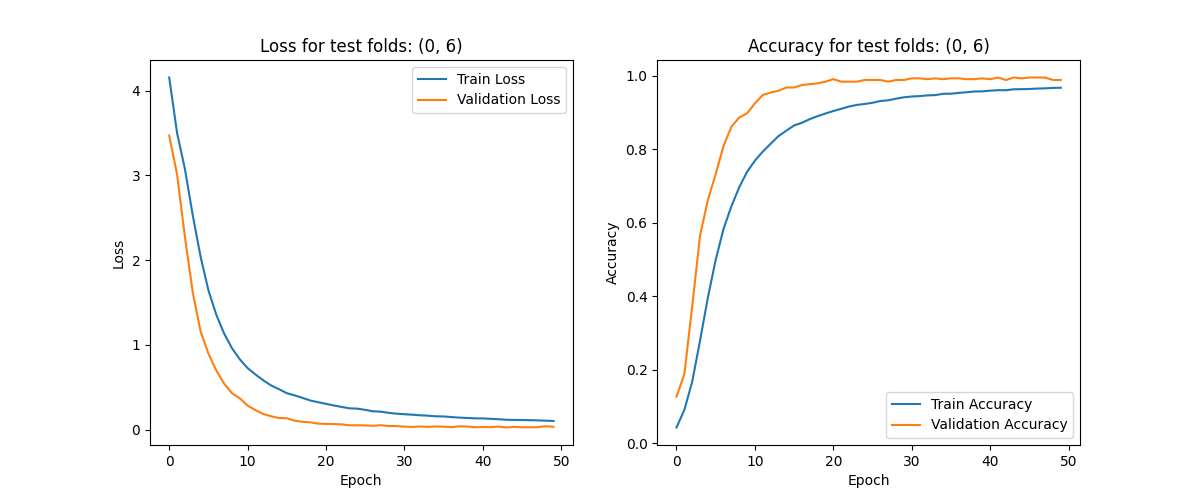 Loss for test folds: (0, 6)
Train Loss
Validation Loss
4
3
2
1
0
Loss
0 10 20 30 40 50
Epoch
Accuracy for test folds: (0, 6)
1.0
0.8
0.6
0.4
0.2
0.0
Accuracy
Train Accuracy
Validation Accuracy
0 10 20 30 40 50
Epoch